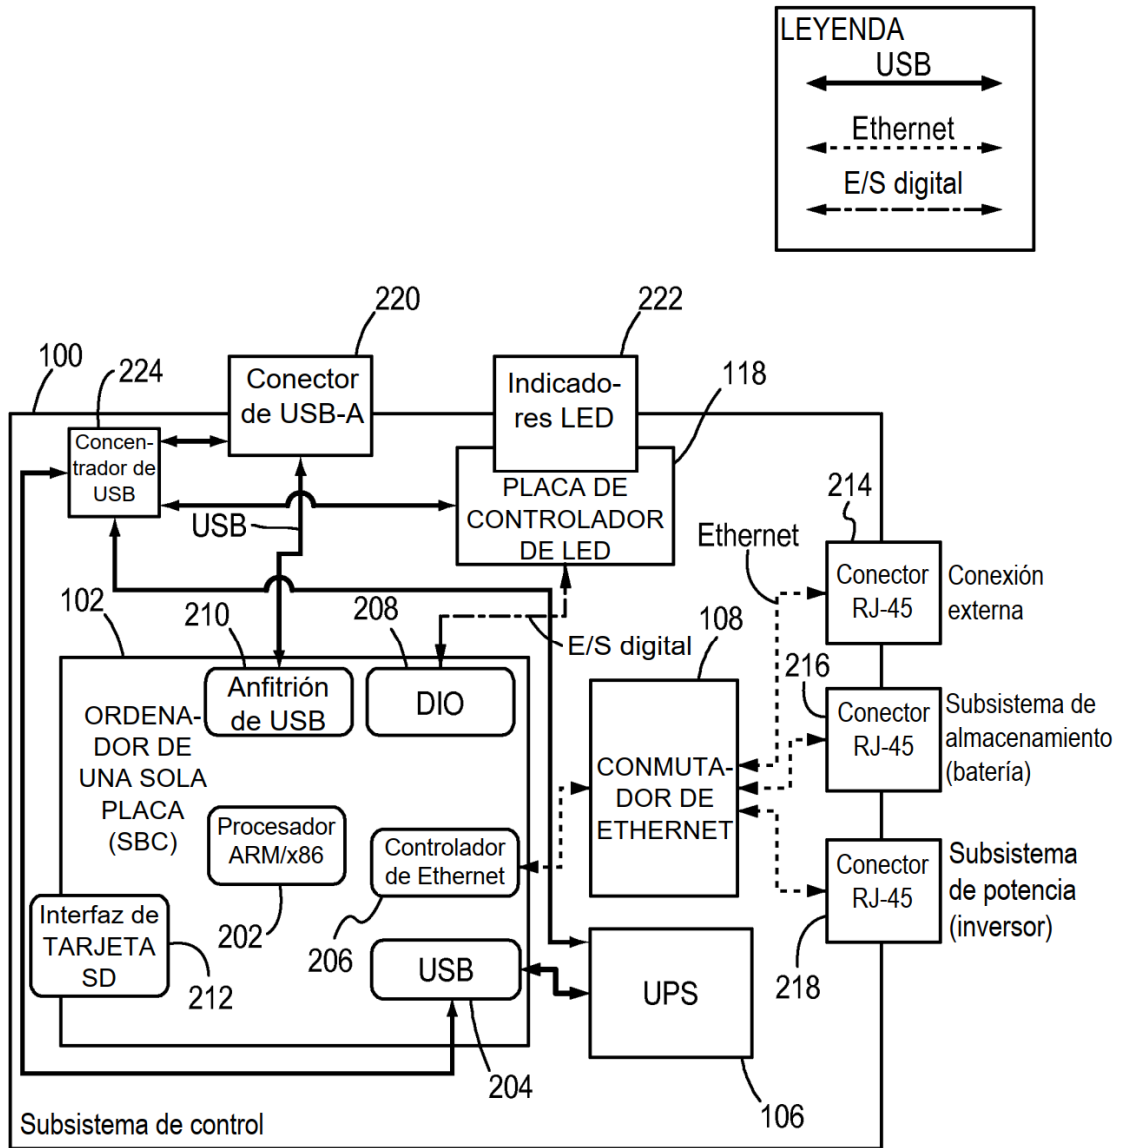 LEYENDA
USB
Ethernet
E/S digital
220
222
100
224
118
Conector
de USB-A
Indicado-
res LED
Concen-
trador de
USB
PLACA DE
CONTROLADOR
DE LED
USB
214
Ethernet
Conector
RJ-45
Conexión
externa
102
210
208
E/S digital
108
216
Anfitrión
de USB
DIO
ORDENA-
DOR DE
UNA SOLA
PLACA
(SBC)
Conector
RJ-45
Subsistema de
almacenamiento
(batería)
CONMUTA-
DOR DE
ETHERNET
Procesador
ARM/x86
Controlador
de Ethernet
Conector
RJ-45
Subsistema
de potencia
(inversor)
Interfaz de
TARJETA
SD
202
206
212
USB
UPS
218
204
106
Subsistema de control